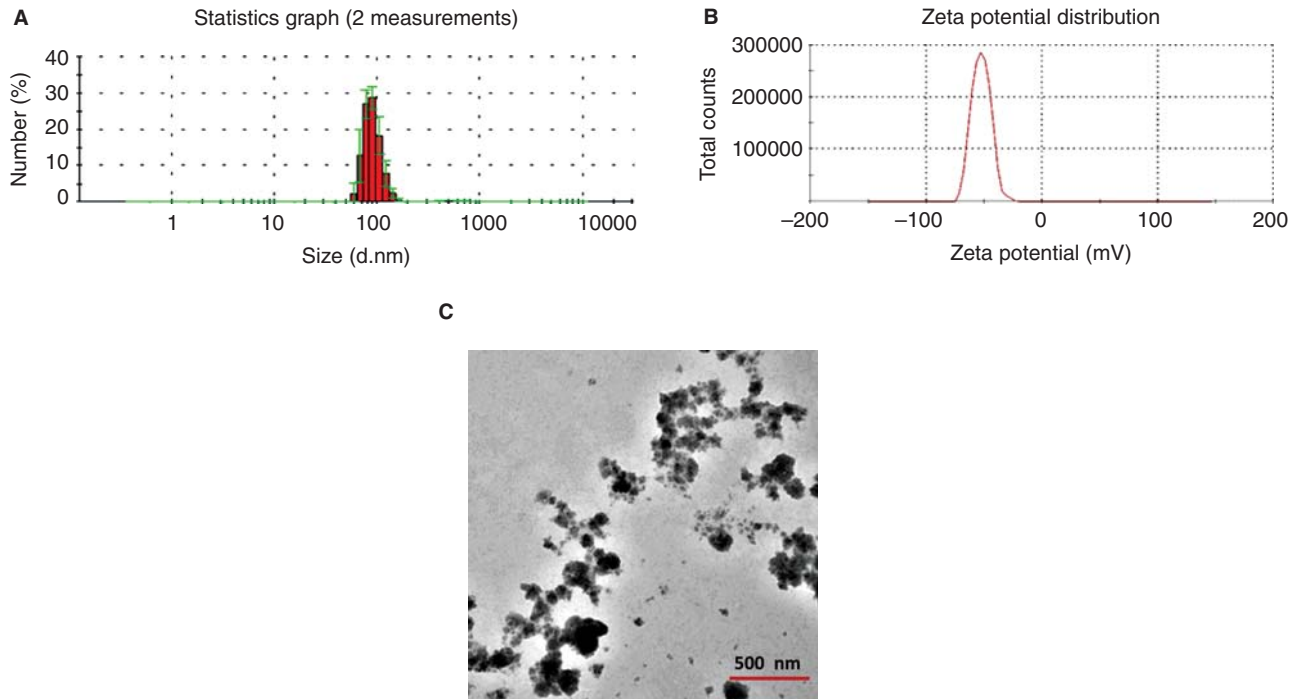 A
Statistics graph (2 measurements)
Number (%)
40
30
20
10
0
1
10
100
1000
10000
Size (d.nm)
B
Zeta potential distribution
Total counts
300000
200000
100000
−200
−100
0
100
200
Zeta potential (mV)
C
500 nm